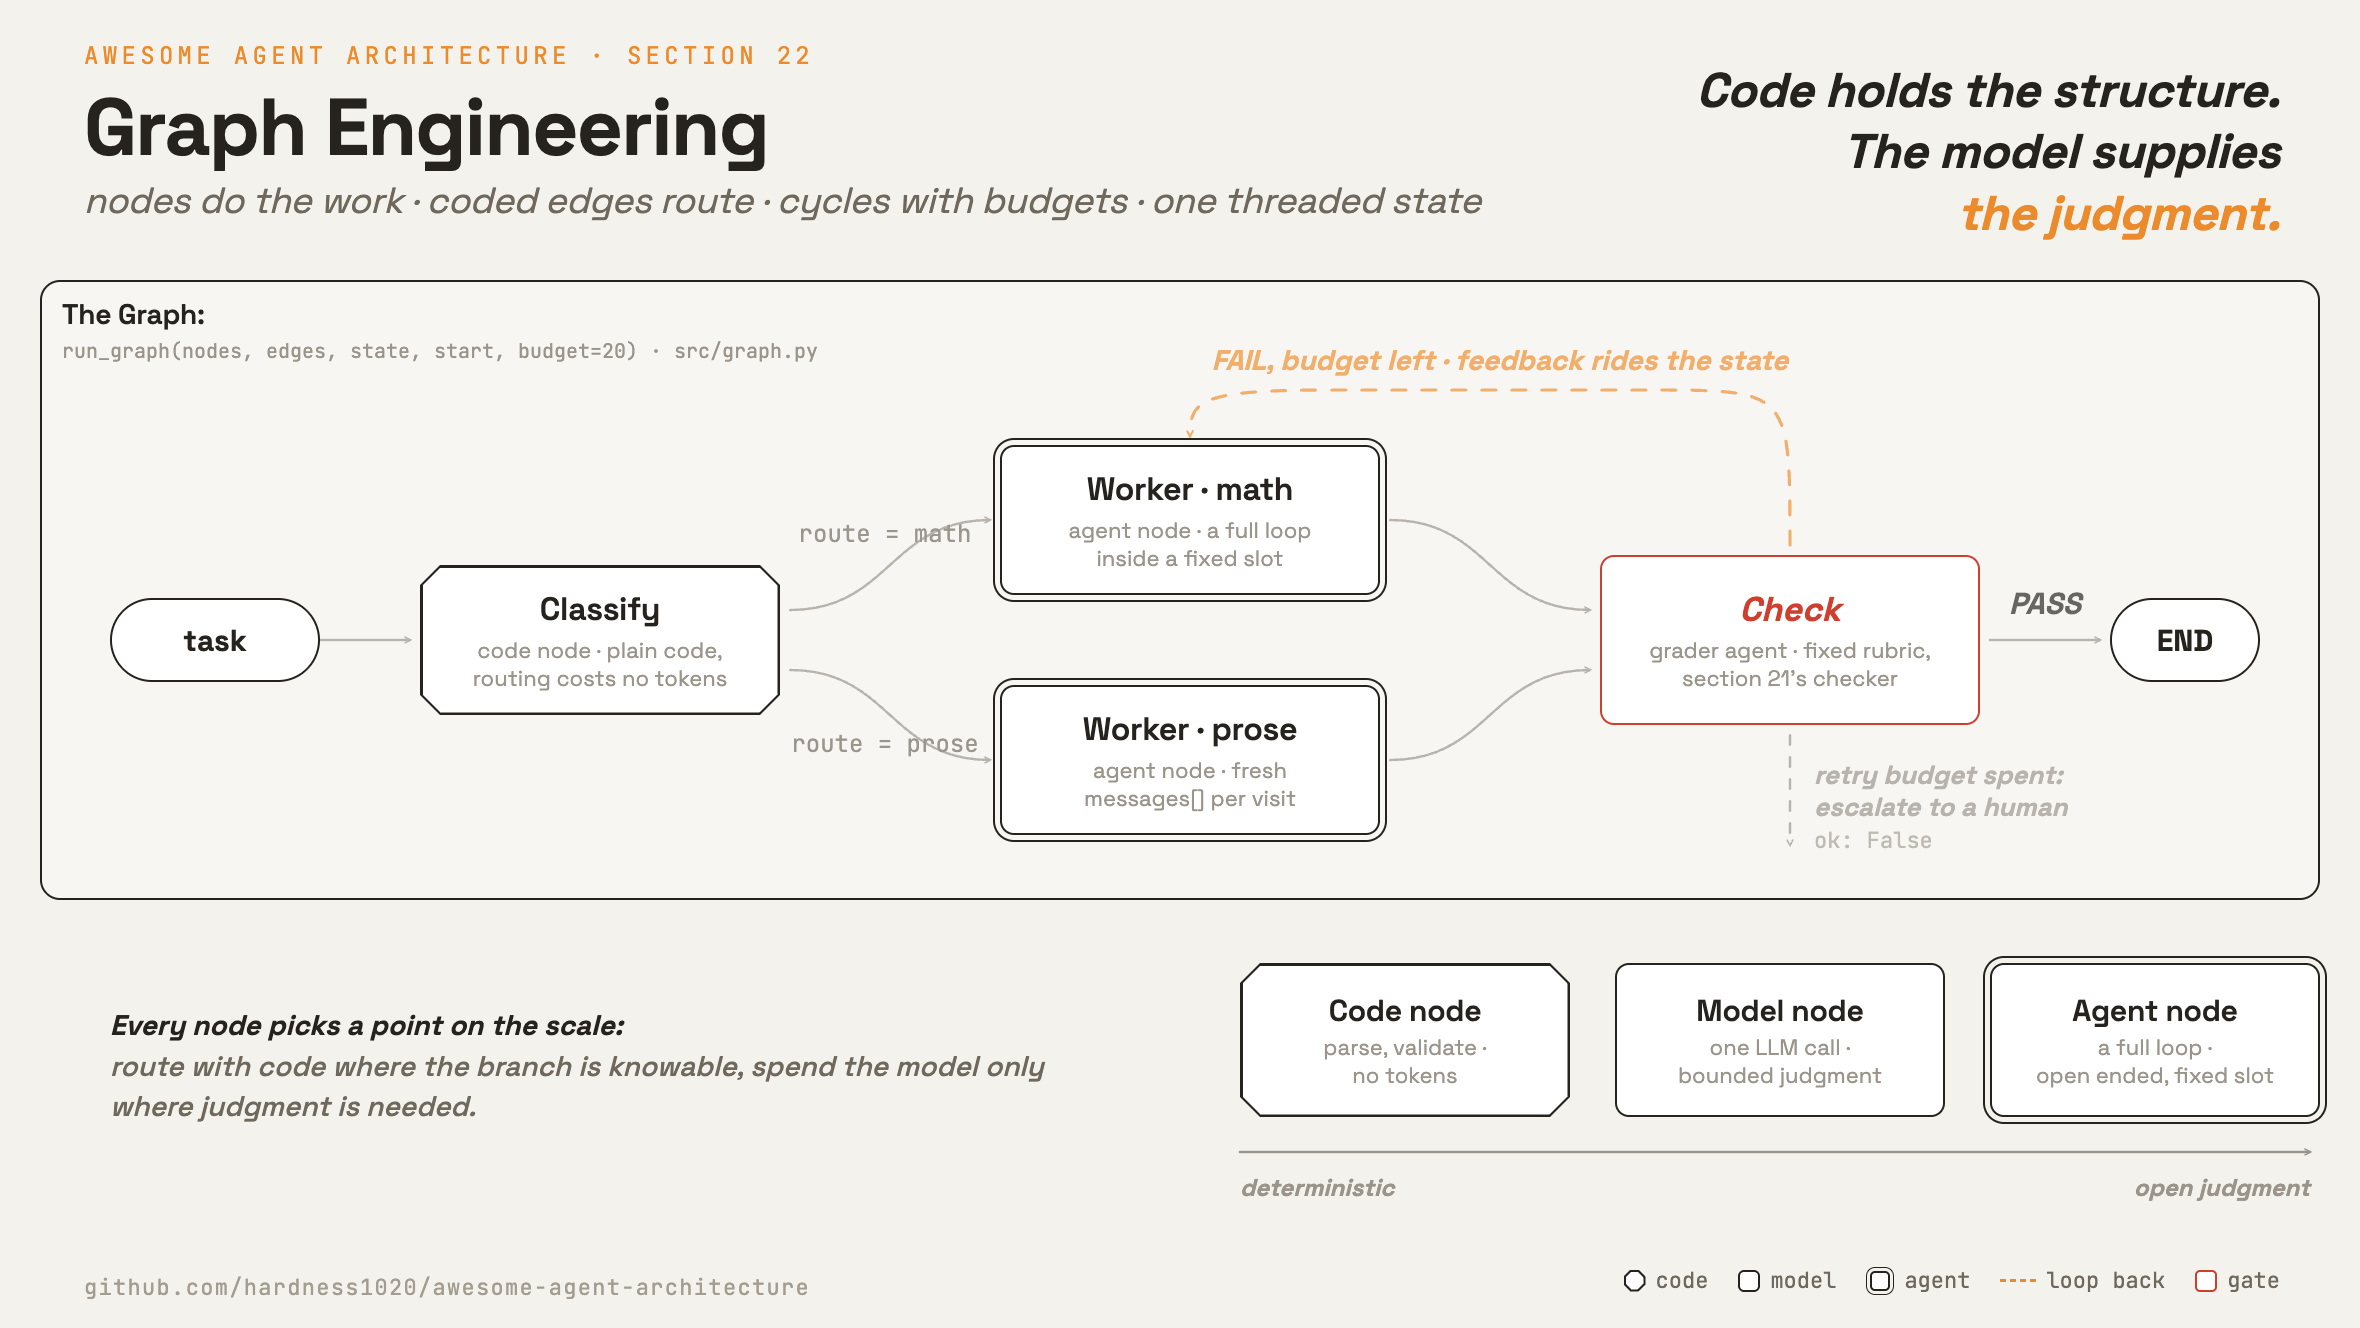 AWESOME AGENT ARCHITECTURE · SECTION 22
Graph Engineering
nodes do the work · coded edges route · cycles with budgets · one threaded state
Code holds the structure.
The model supplies
the judgment.
The Graph:
run_graph(nodes, edges, state, start, budget=20) · src/graph.py
FAIL, budget left · feedback rides the state
task
Classify
code node · plain code,
routing costs no tokens
route = math
route = prose
Worker · math
agent node · a full loop
inside a fixed slot
Worker · prose
agent node · fresh
messages[] per visit
Check
grader agent · fixed rubric,
section 21's checker
PASS
END
retry budget spent:
escalate to a human
ok: False
Every node picks a point on the scale:
route with code where the branch is knowable, spend the model only
where judgment is needed.
Code node
parse, validate ·
no tokens
Model node
one LLM call ·
bounded judgment
Agent node
a full loop ·
open ended, fixed slot
deterministic
open judgment
github.com/hardness1020/awesome-agent-architecture
code
model
agent
loop back
gate